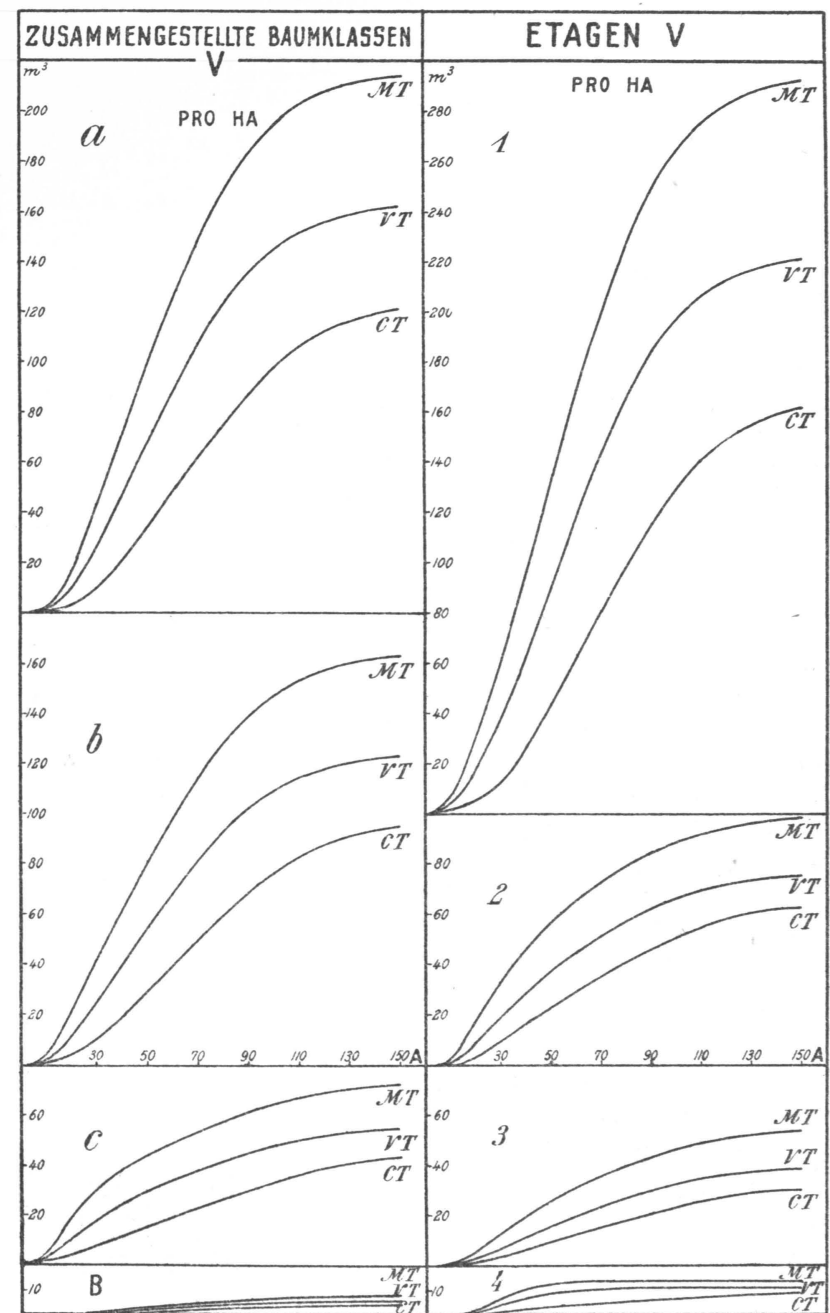 ZUSAMMENGESTELLTE BAUMKLASSEN
V
m³
PRO HA
a
200
180
160
140
120
100
80
60
40
20
MT
VT
CT
b
160
140
120
100
80
60
40
20
MT
VT
CT
30 50 70 90 110 130 150 A
c
60
40
20
MT
VT
CT
B
10
MT
VT
CT
ETAGEN V
m³
PRO HA
1
280
260
240
220
200
180
160
140
120
100
80
60
40
20
MT
VT
CT
2
80
60
40
20
MT
VT
CT
30 50 70 90 110 130 150
3
60
40
20
MT
VT
CT
4
10
MT
VT
CT